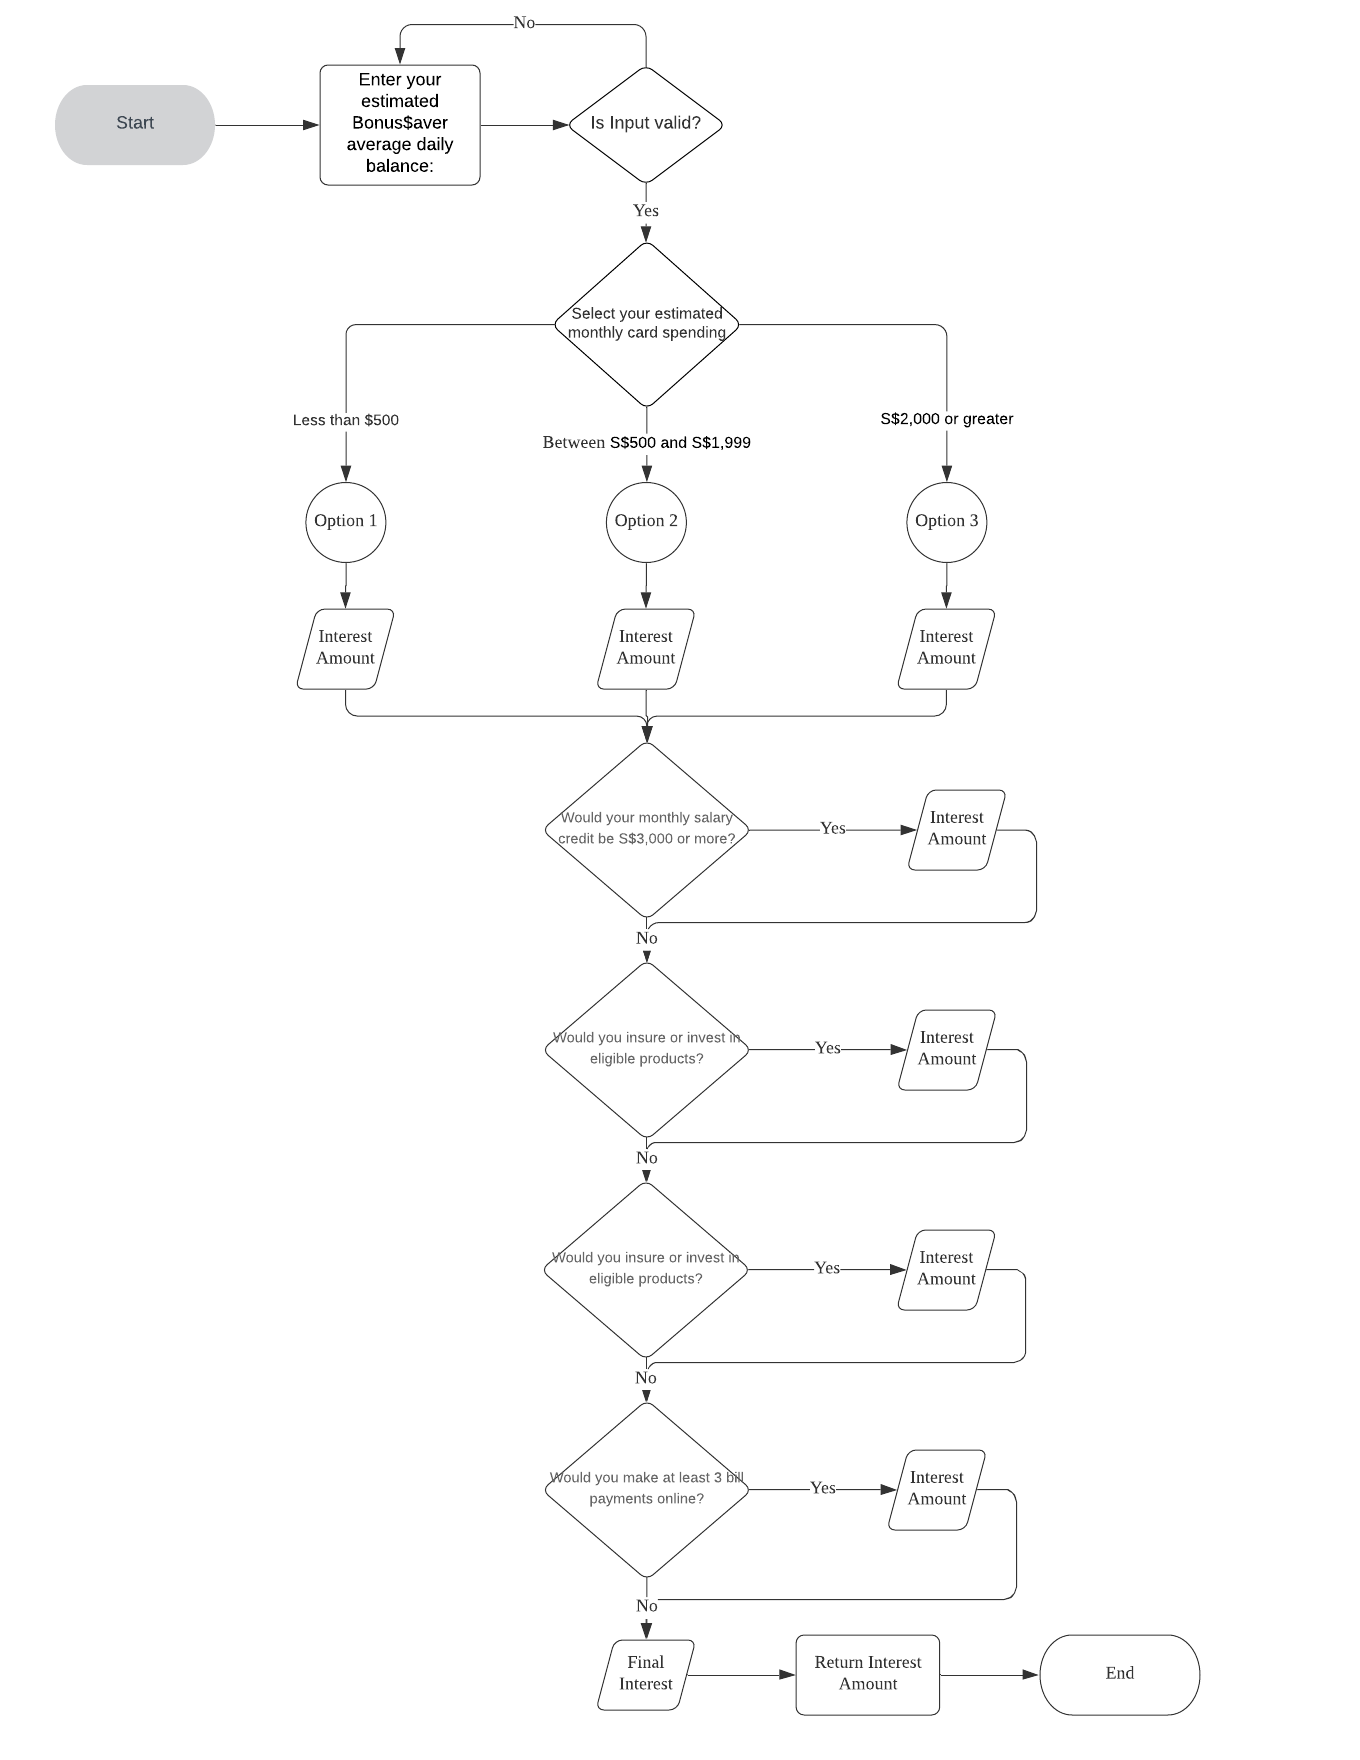 No
Start
Enter your
estimated
Bonus$aver
average daily
balance:
Is Input valid?
Yes
Select your estimated
monthly card spending
Less than $500
Between S$500 and S$1,999
S$2,000 or greater
Option 1
Option 2
Option 3
Interest
Amount
Interest
Amount
Interest
Amount
Would your monthly salary
credit be S$3,000 or more?
Yes
Interest
Amount
No
Would you insure or invest in
eligible products?
Yes
Interest
Amount
No
Would you insure or invest in
eligible products?
Yes
Interest
Amount
No
Would you make at least 3 bill
payments online?
Yes
Interest
Amount
No
Final
Interest
Return Interest
Amount
End